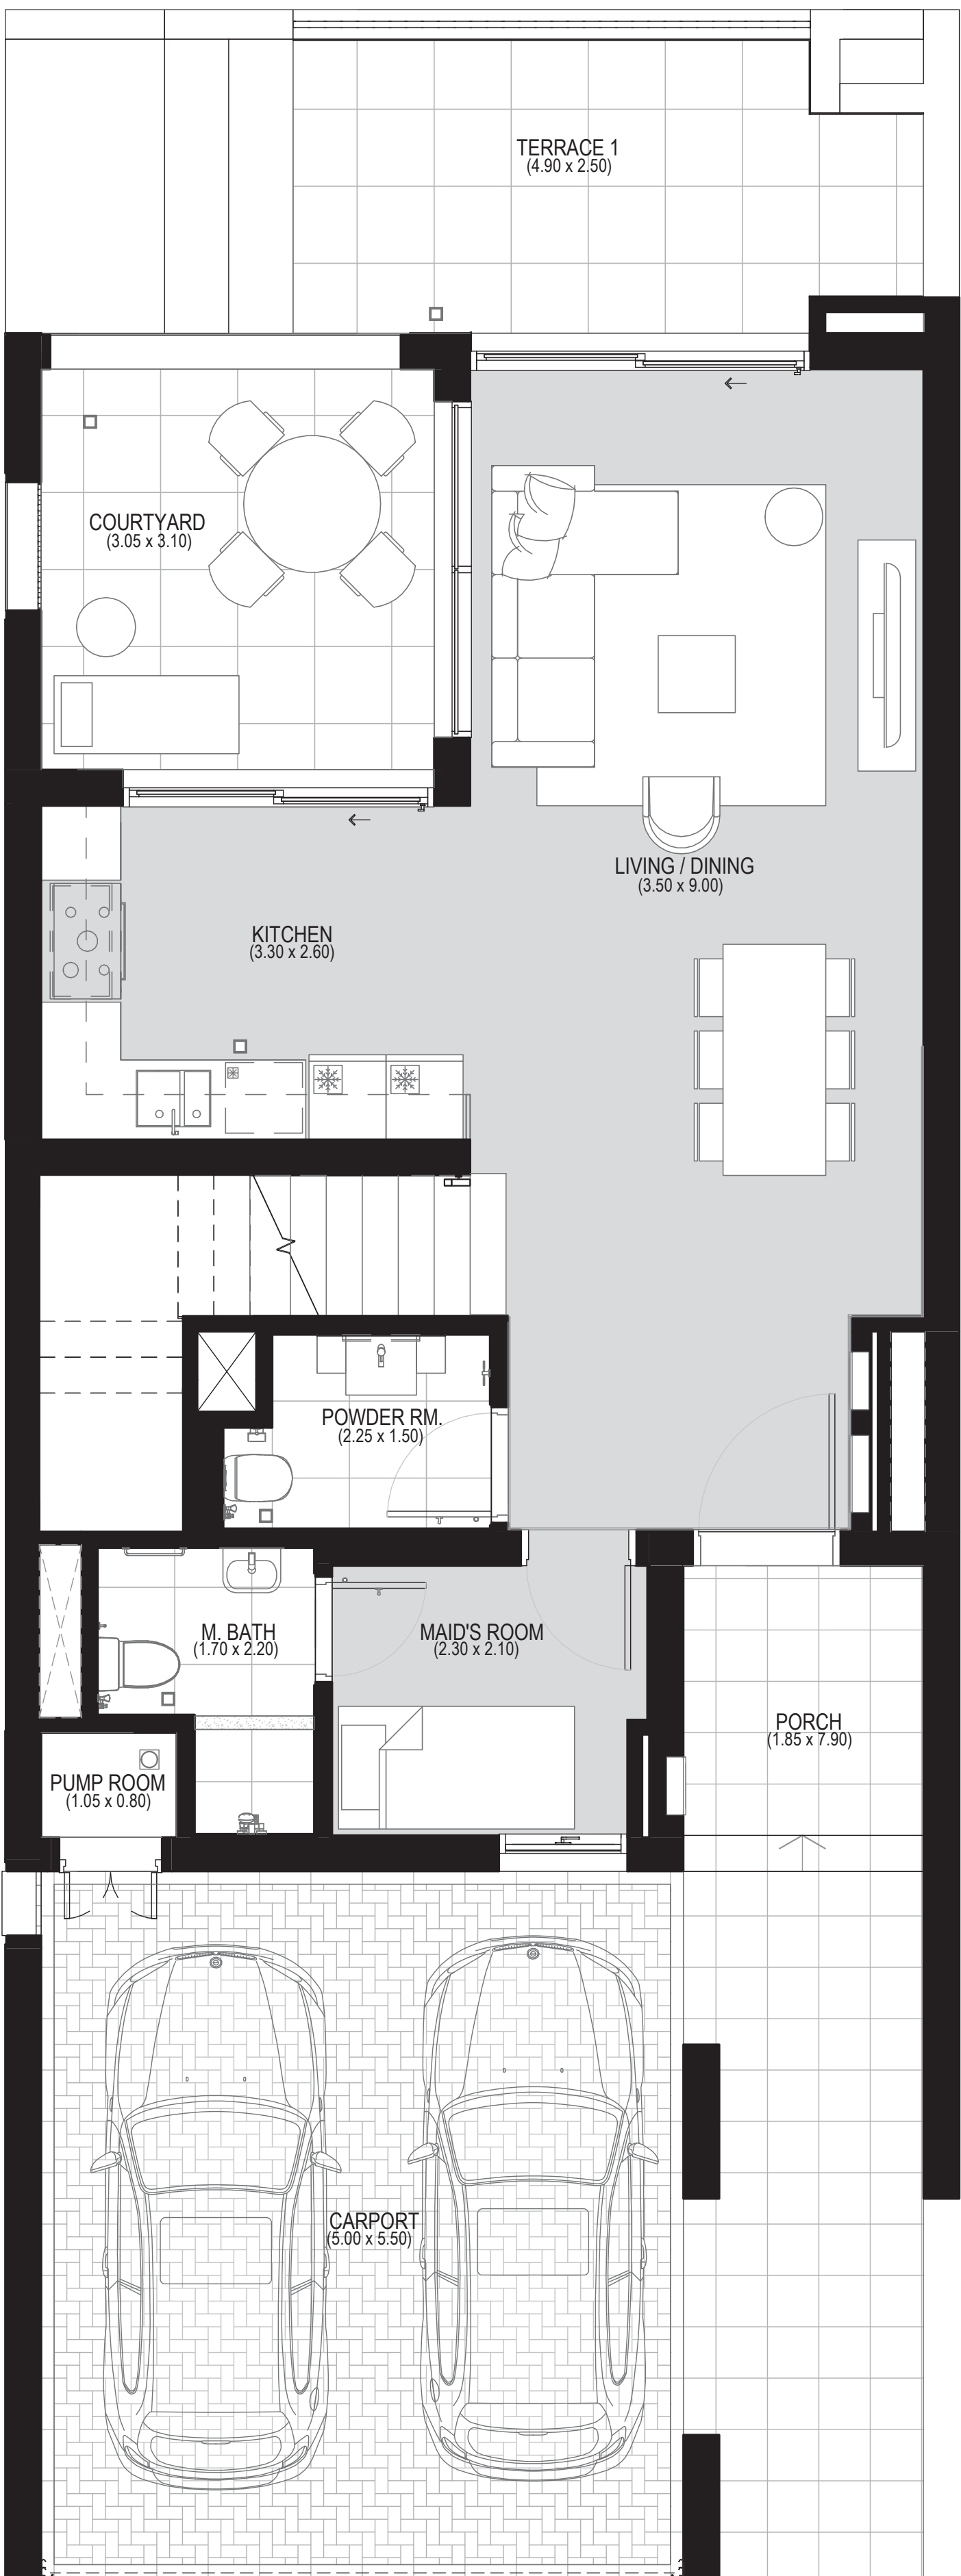 TERRACE 1
(4.90 x 2.50)
COURTYARD
(3.05 x 3.10)
LIVING / DINING
(3.50 x 9.00)
KITCHEN
(3.30 x 2.60)
POWDER RM.
(2.25 x 1.50)
M. BATH
(1.70 x 2.20)
MAID'S ROOM
(2.30 x 2.10)
PORCH
(1.85 x 7.90)
PUMP ROOM
(1.05 x 0.80)
CARPORT
(5.00 x 5.50)